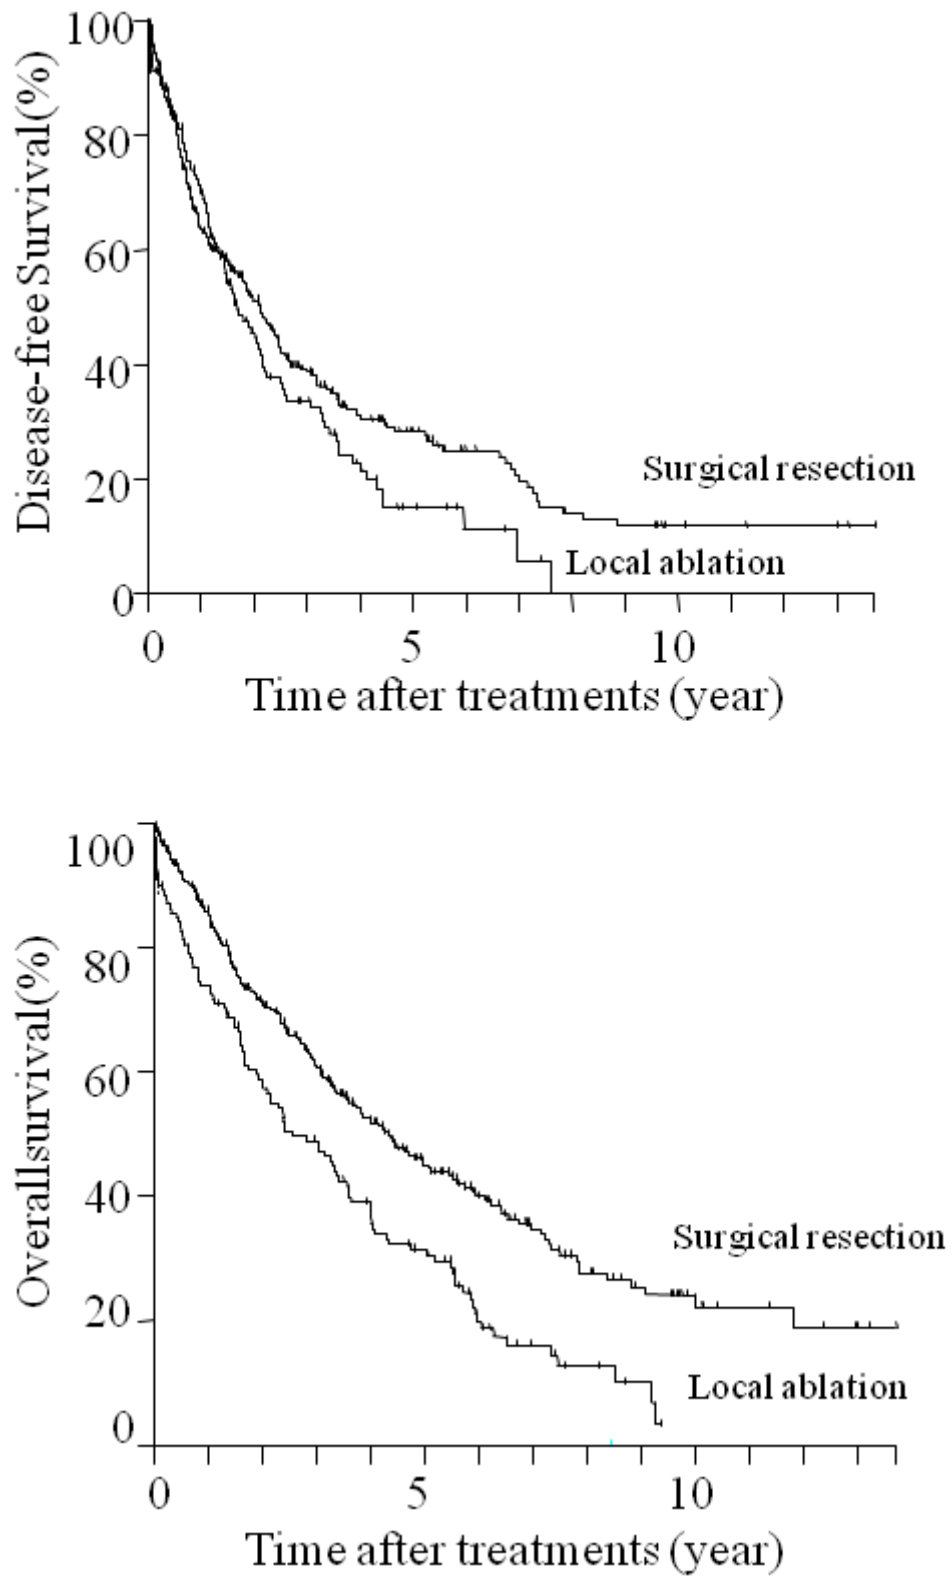 100
80
60
40
20
0
Disease-free Survival(%)
Surgical resection
Local ablation
0 5 10
Time after treatments (year)
100
80
60
40
20
0
Overallsurvival(%)
Surgical resection
Local ablation
0 5 10
Time after treatments (year)